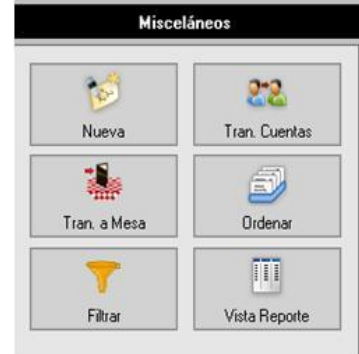 Misceláneos
Nueva
Tran. Cuentas
Tran. a Mesa
Ordenar
Filtrar
Vista Reporte